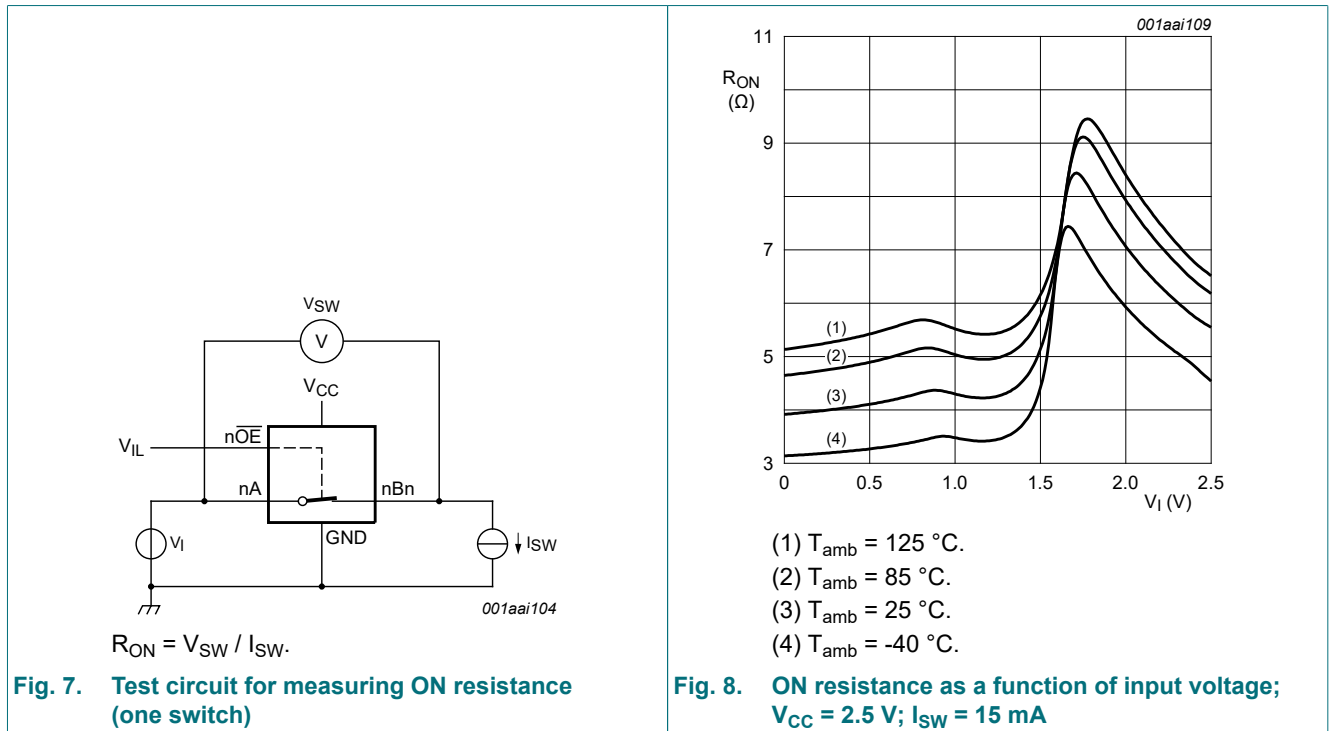 VSW
V
VCC
VIL
nOE
nA
nBn
GND
VI
ISW
001aai104
RON = VSW / ISW.
Fig. 7. Test circuit for measuring ON resistance
(one switch)
001aai109
11
RON
(Ω)
9
7
5
3
(1)
(2)
(3)
(4)
0
0.5
1.0
1.5
2.0
2.5
VI (V)
(1) Tamb = 125 °C.
(2) Tamb = 85 °C.
(3) Tamb = 25 °C.
(4) Tamb = -40 °C.
Fig. 8. ON resistance as a function of input voltage;
VCC = 2.5 V; ISW = 15 mA